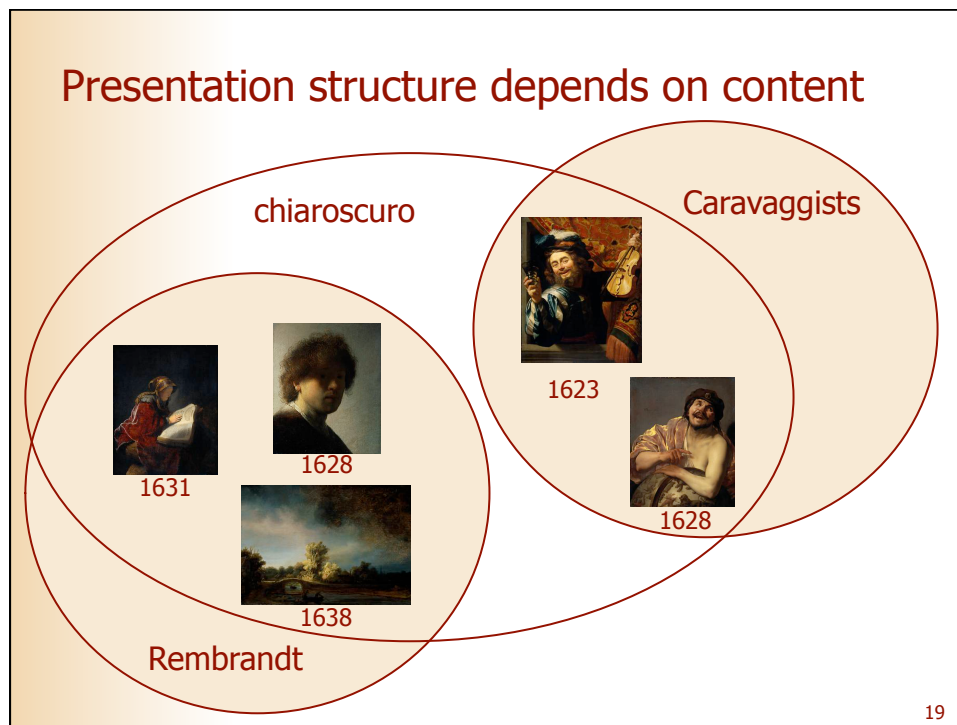 Presentation structure depends on content
chiaroscuro
Caravaggists
1623
1628
1631
1628
1638
Rembrandt
19